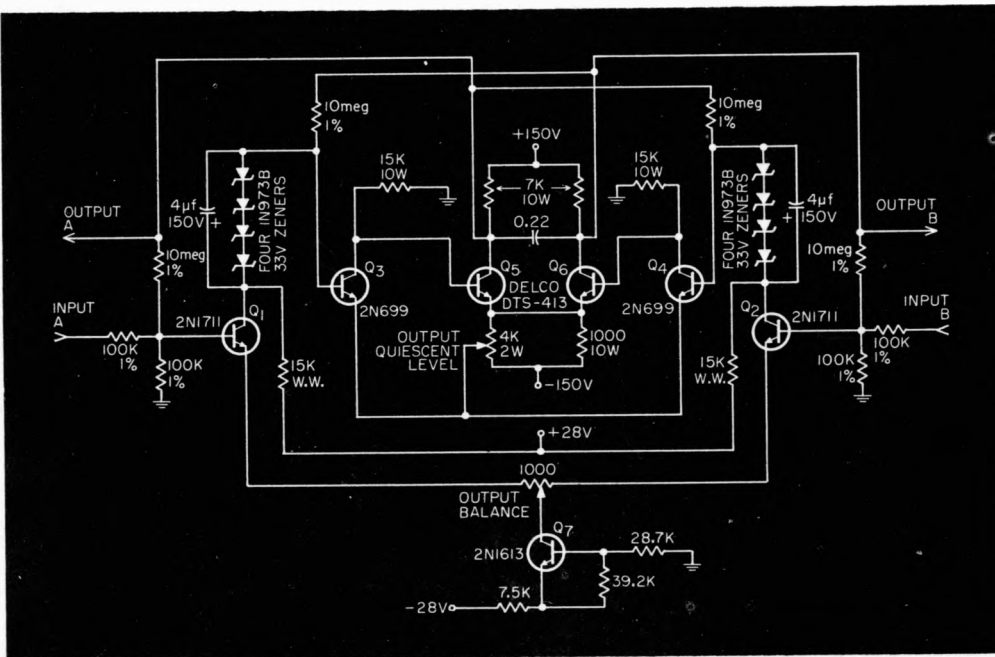 10meg
1%
10meg
1%
+150V
15K
10W
15K
10W
7K
10W
FOUR IN973B
33V ZENERS
FOUR IN973B
33V ZENERS
4μf
150V
+
4μf
150V
+
OUTPUT
A
OUTPUT
B
0.22
10meg
1%
10meg
1%
Q1
Q3
Q5
Q6
Q4
Q2
DELCO
DTS-413
2N699
2N699
INPUT
A
INPUT
B
2N1711
2N1711
100K
1%
100K
1%
100K
1%
100K
1%
OUTPUT
QUIESCENT
LEVEL
4K
2W
1000
10W
15K
W.W.
15K
W.W.
-150V
+28V
1000
OUTPUT
BALANCE
Q7
2N1613
28.7K
39.2K
7.5K
-28V